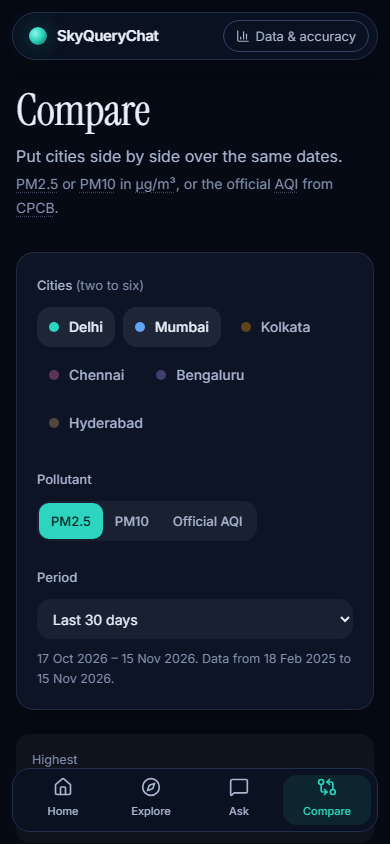 SkyQueryChat
Data & accuracy
Compare
Put cities side by side over the same dates.
PM2.5 or PM10 in µg/m³, or the official AQI from
CPCB.
Cities (two to six)
Delhi
Mumbai
Kolkata
Chennai
Bengaluru
Hyderabad
Pollutant
PM2.5
PM10
Official AQI
Period
Last 30 days
17 Oct 2026 – 15 Nov 2026. Data from 18 Feb 2025 to
15 Nov 2026.
Highest
Home
Explore
Ask
Compare